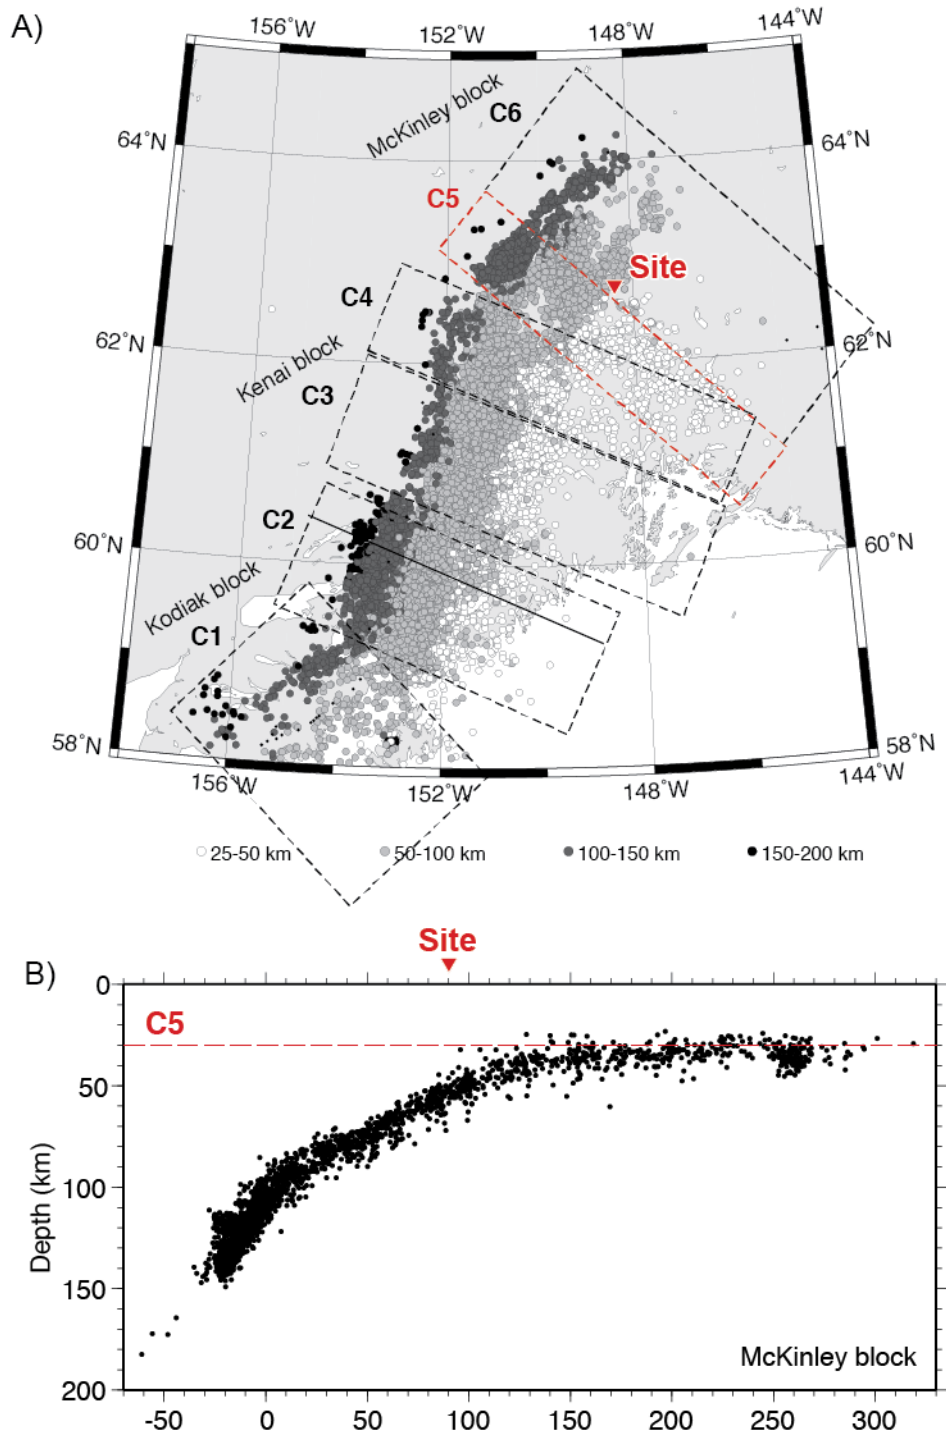 A)
156˚W
152˚W
148˚W
144˚W
McKinley block
C6
64˚N
64˚N
C5
Site
C4
62˚N
62˚N
Kenai block
C3
C2
60˚N
60˚N
Kodiak block
C1
58˚N
58˚N
156˚W
152˚W
148˚W
144˚W
25-50 km
50-100 km
100-150 km
150-200 km
Site
B)
0
C5
50
100
150
200
Depth (km)
McKinley block
-50
0
50
100
150
200
250
300